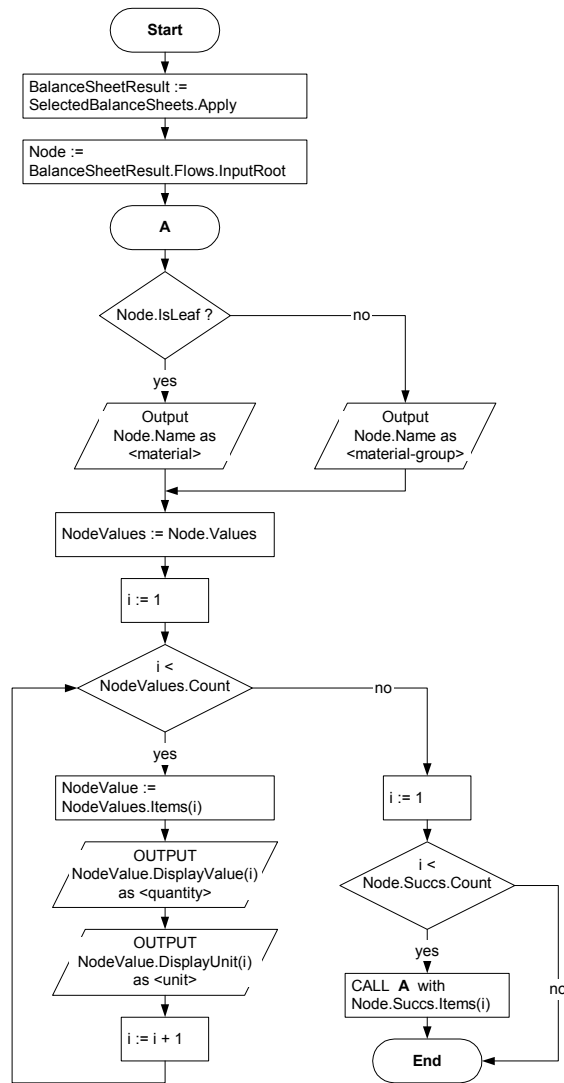 Start
BalanceSheetResult :=
SelectedBalanceSheets.Apply
Node :=
BalanceSheetResult.Flows.InputRoot
A
Node.IsLeaf ?
no
yes
Output
Node.Name as
<material>
Output
Node.Name as
<material-group>
NodeValues := Node.Values
i := 1
i <
NodeValues.Count
no
yes
NodeValue :=
NodeValues.Items(i)
OUTPUT
NodeValue.DisplayValue(i)
as <quantity>
OUTPUT
NodeValue.DisplayUnit(i)
as <unit>
i := i + 1
i := 1
i <
Node.Succs.Count
yes
no
CALL A with
Node.Succs.Items(i)
End